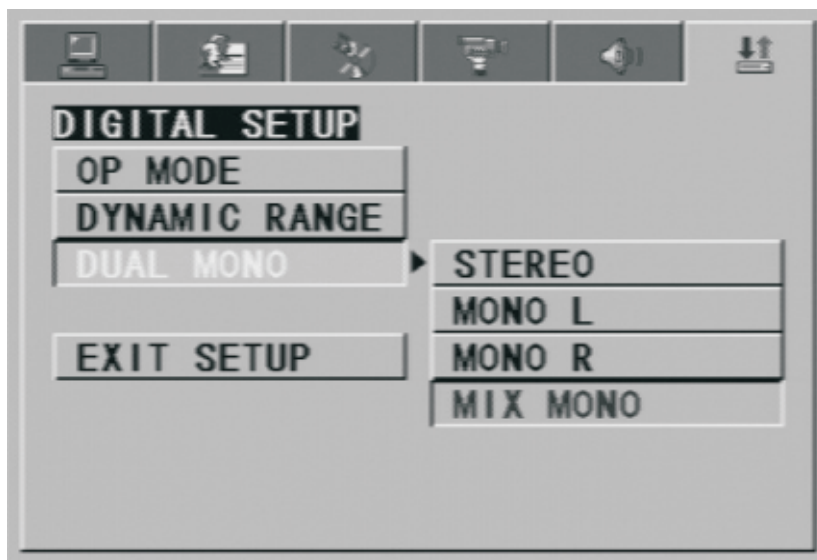 DIGITAL SETUP
OP MODE
DYNAMIC RANGE
DUAL MONO
STEREO
MONO L
EXIT SETUP
MONO R
MIX MONO